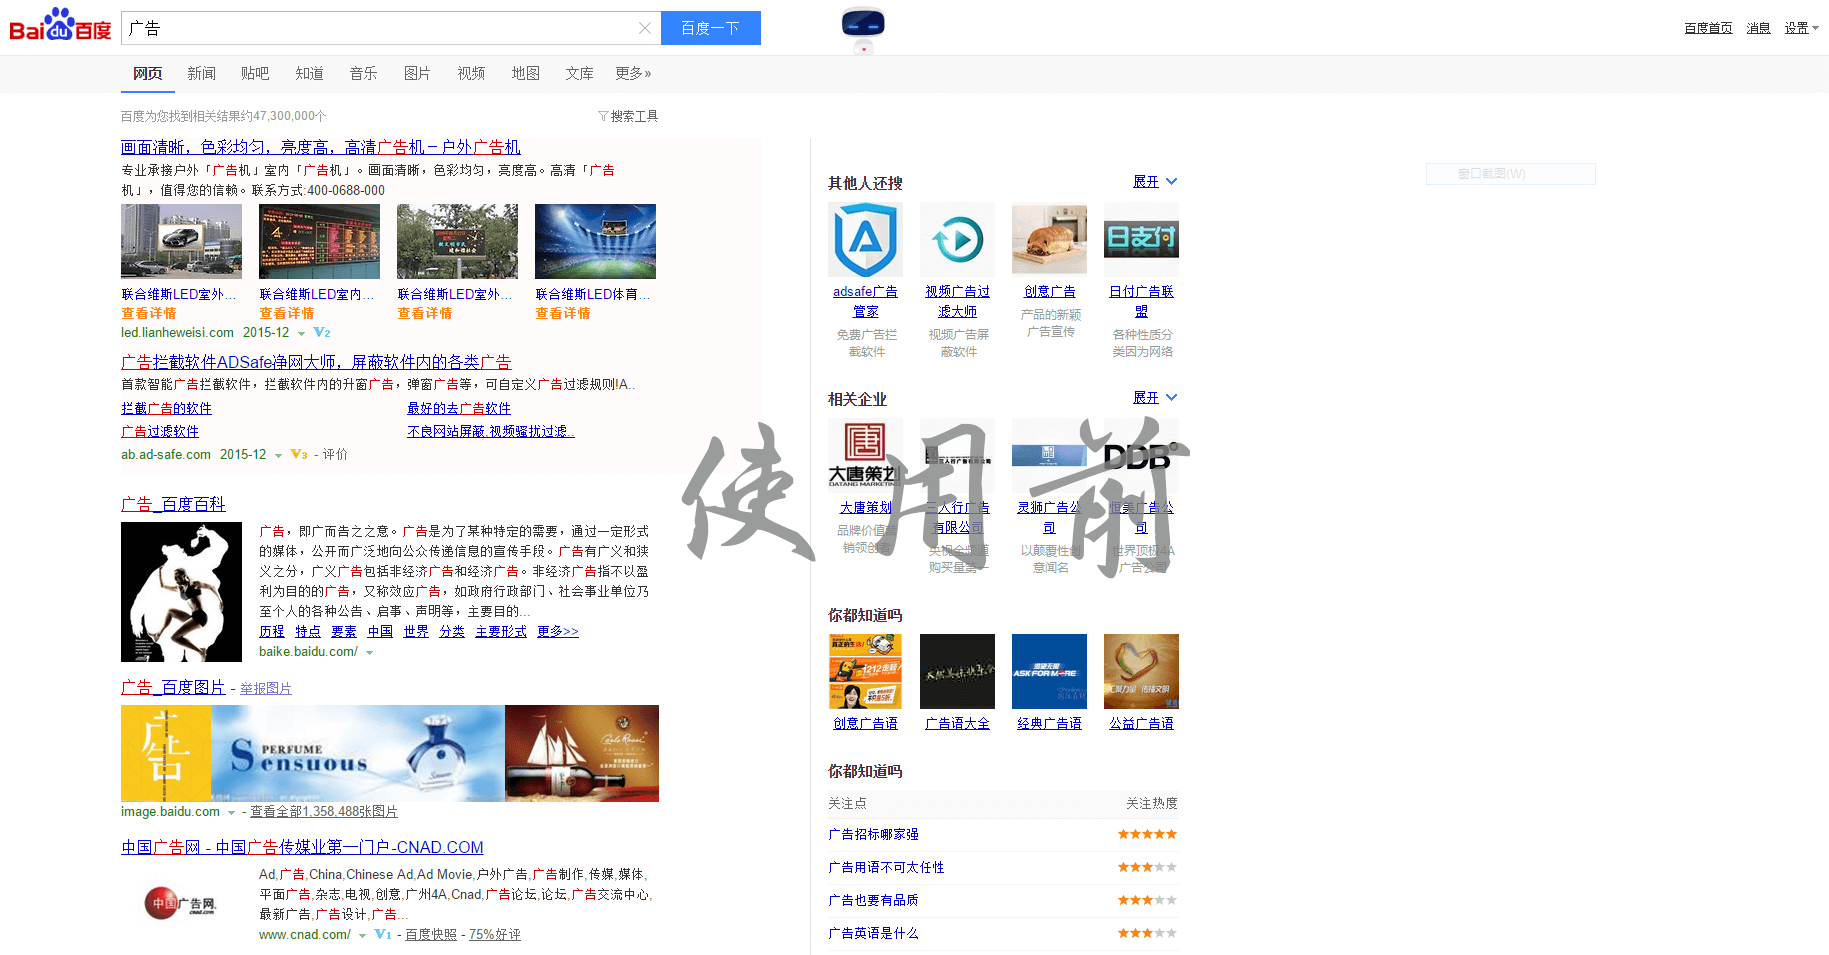 Baidu百度
广告
百度一下
百度首页 消息 设置
网页 新闻 贴吧 知道 音乐 图片 视频 地图 文库 更多»
百度为您找到相关结果约47,300,000个
搜索工具
画面清晰，色彩均匀，亮度高，高清广告机－户外广告机
专业承接户外「广告机」室内「广告机」。画面清晰，色彩均匀，亮度高。高清「广告
机」，值得您的信赖。联系方式:400-0688-000
联合维斯LED室外... 联合维斯LED室内... 联合维斯LED室外... 联合维斯LED体育...
查看详情 查看详情 查看详情 查看详情
led.lianheweisi.com 2015-12 V2
广告拦截软件ADSafe净网大师，屏蔽软件内的各类广告
首款智能广告拦截软件，拦截软件内的升窗广告，弹窗广告等，可自定义广告过滤规则!A..
拦截广告的软件 最好的去广告软件
广告过滤软件 不良网站屏蔽,视频骚扰过滤..
ab.ad-safe.com 2015-12 V3 - 评价
广告_百度百科
广告，即广而告之之意。广告是为了某种特定的需要，通过一定形式
的媒体，公开而广泛地向公众传递信息的宣传手段。广告有广义和狭
义之分，广义广告包括非经济广告和经济广告。非经济广告指不以盈
利为目的的广告，又称效应广告，如政府行政部门、社会事业单位乃
至个人的各种公告、启事、声明等，主要目的...
历程 特点 要素 中国 世界 分类 主要形式 更多>>
baike.baidu.com/
广告_百度图片 - 举报图片
广告
PERFUME
Sensuous
Carlo Rossi
image.baidu.com - 查看全部1,358,488张图片
中国广告网 - 中国广告传媒业第一门户-CNAD.COM
中国广告网.
cnad.com
Ad,广告,China,Chinese Ad,Ad Movie,户外广告,广告制作,传媒,媒体,
平面广告,杂志,电视,创意,广州4A,Cnad,广告论坛,论坛,广告交流中心,
最新广告,广告设计,广告...
www.cnad.com/ V1 - 百度快照 - 75%好评
其他人还搜 展开
日支付
adsafe广告 视频广告过 创意广告 日付广告联
管家 滤大师 盟
免费广告拦 视频广告屏 产品的新颖 各种性质分
截软件 蔽软件 广告宣传 类因为网络
相关企业 展开
大唐策划
DATANG MARKETING
三人行广告有限公司
DDB
大唐策划 三人行广告 灵狮广告公 恒美广告公
有限公司 司 司
品牌价值营 央视全频道 以颠覆性创 世界顶级4A
销领创者 购买量第一 意闻名 广告公司
使用前
你都知道吗
真正的生活!
1212
渴望无限
ASK FOR MORE
汇聚力量 传播文明
创意广告语 广告语大全 经典广告语 公益广告语
你都知道吗
关注点 关注热度
广告招标哪家强
广告用语不可太任性
广告也要有品质
广告英语是什么
窗口截图(W)